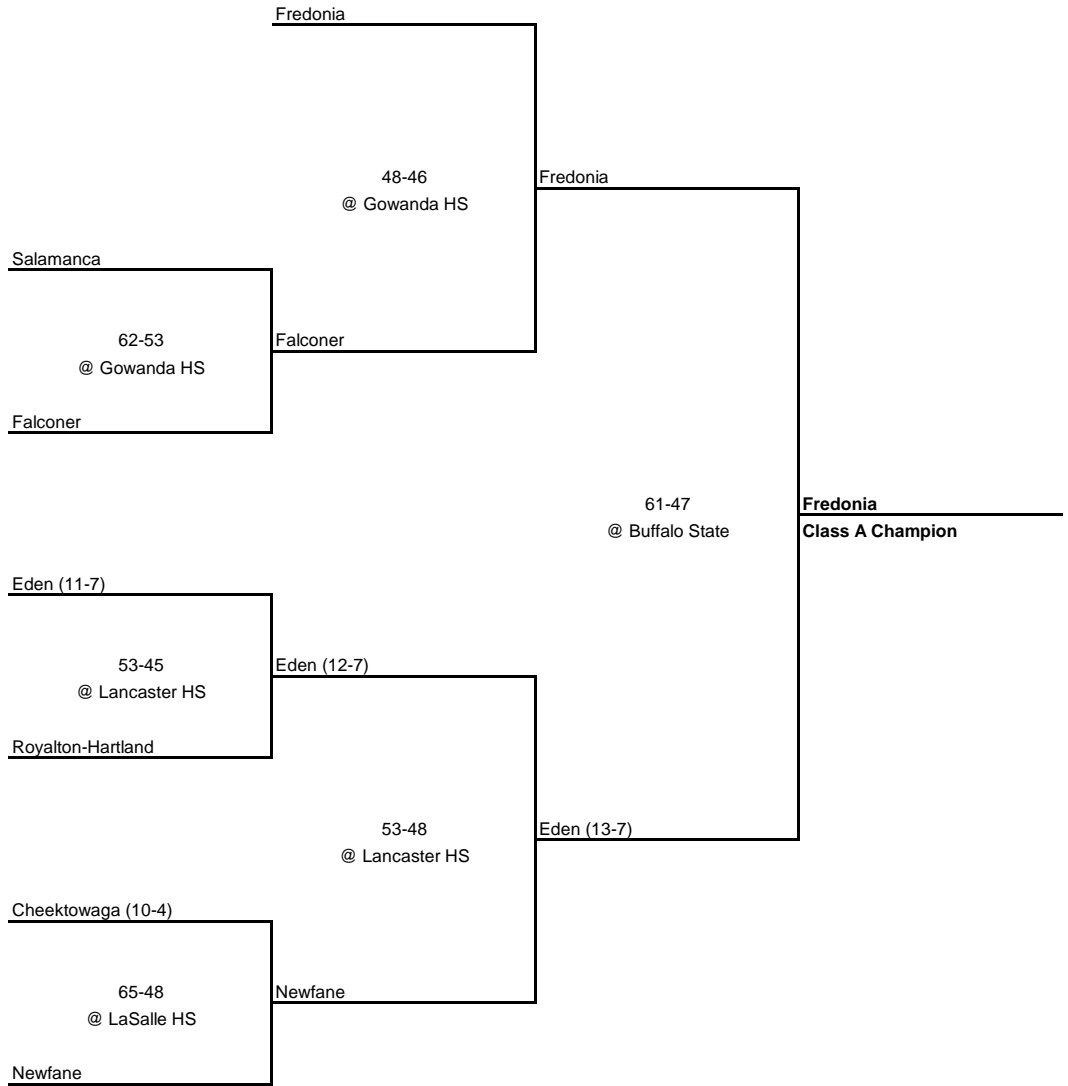 Fredonia
48-46
Fredonia
@ Gowanda HS
Salamanca
62-53
Falconer
@ Gowanda HS
Falconer
61-47
Fredonia
@ Buffalo State
Class A Champion
Eden (11-7)
53-45
Eden (12-7)
@ Lancaster HS
Royalton-Hartland
53-48
Eden (13-7)
@ Lancaster HS
Cheektowaga (10-4)
65-48
Newfane
@ LaSalle HS
Newfane